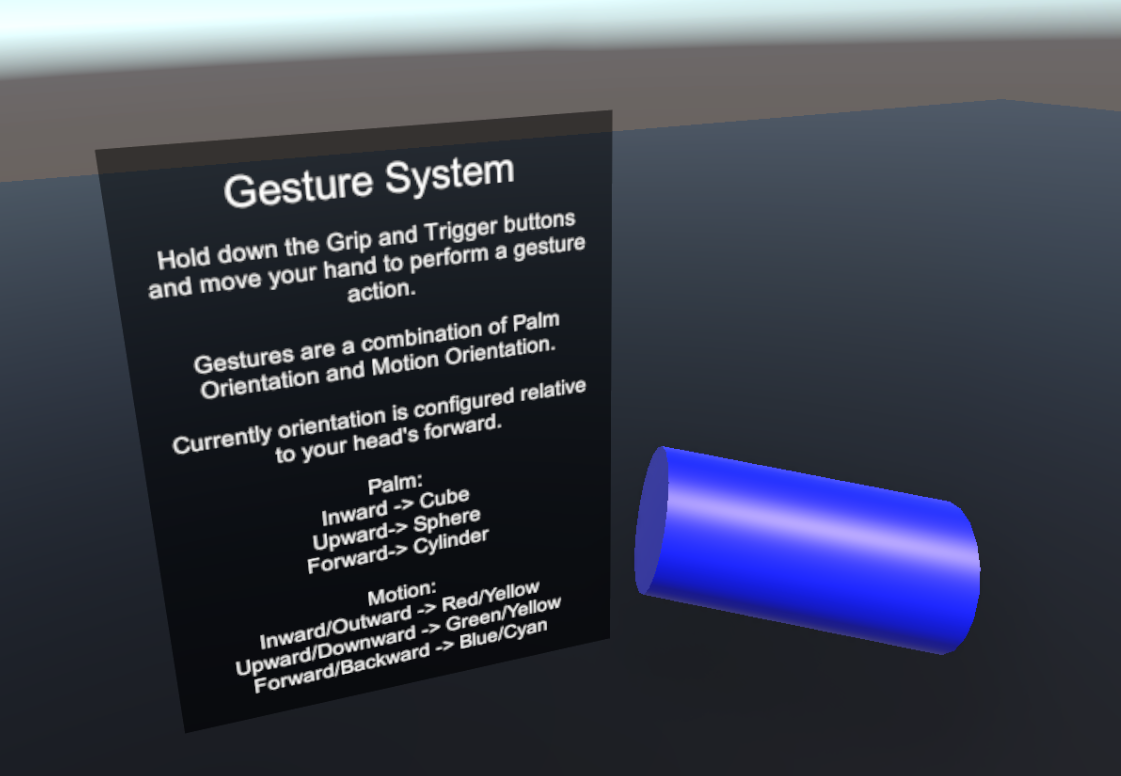 Gesture System
Hold down the Grip and Trigger buttons
and move your hand to perform a gesture
action.
Gestures are a combination of Palm
Orientation and Motion Orientation.
Currently orientation is configured relative
to your head's forward.
Palm:
Inward -> Cube
Upward-> Sphere
Forward-> Cylinder
Motion:
Inward/Outward -> Red/Yellow
Upward/Downward -> Green/Yellow
Forward/Backward -> Blue/Cyan